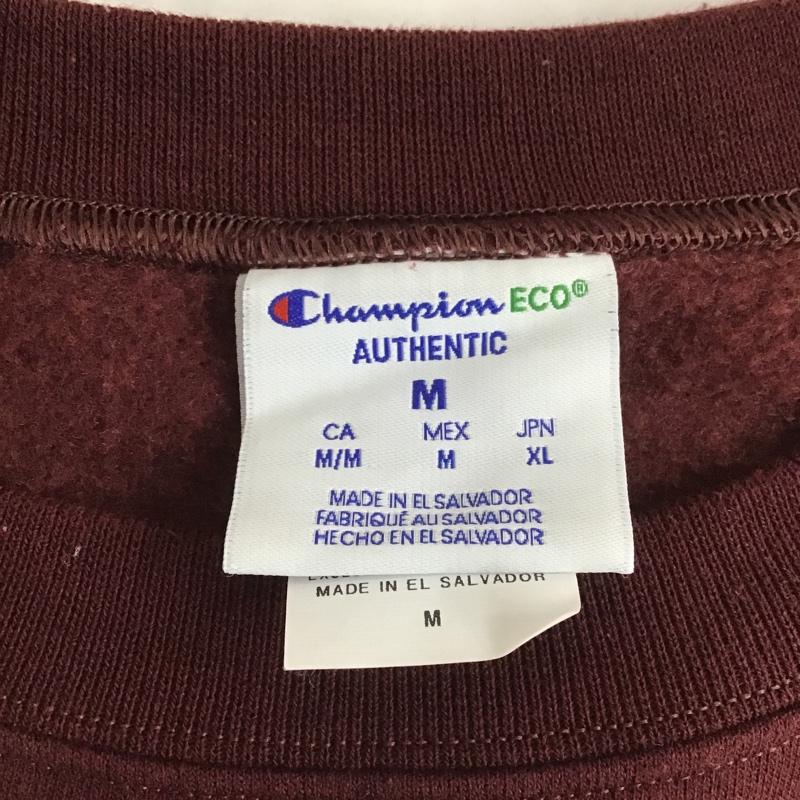 Champion ECO®
AUTHENTIC
M
CA MEX JPN
M/M M XL
MADE IN EL SALVADOR
FABRIQUÉ AU SALVADOR
HECHO EN EL SALVADOR
MADE IN EL SALVADOR
M